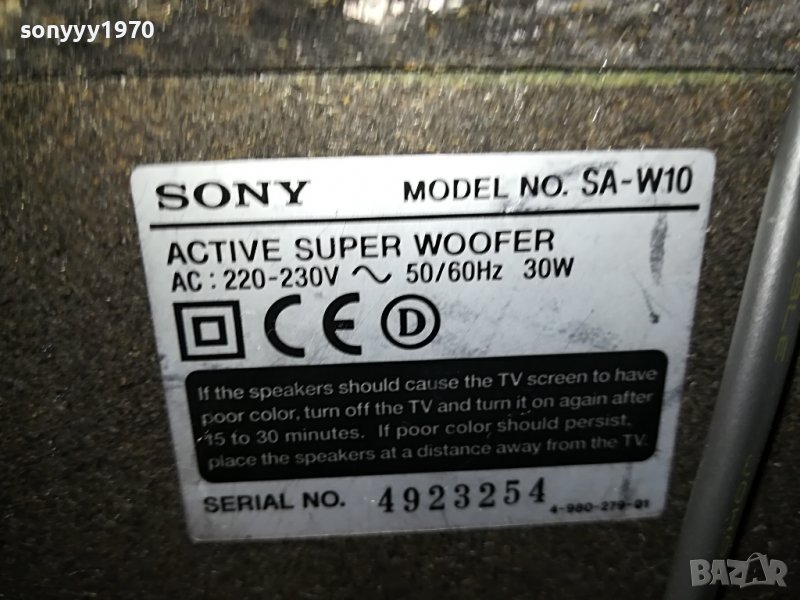 sonyyy1970
SONY MODEL NO. SA-W10
ACTIVE SUPER WOOFER
AC : 220-230V ∿ 50/60Hz 30W
CE D
If the speakers should cause the TV screen to have
poor color, turn off the TV and turn it on again after
15 to 30 minutes. If poor color should persist,
place the speakers at a distance away from the TV.
SERIAL NO. 4923254 4-980-279-01
BAZAR